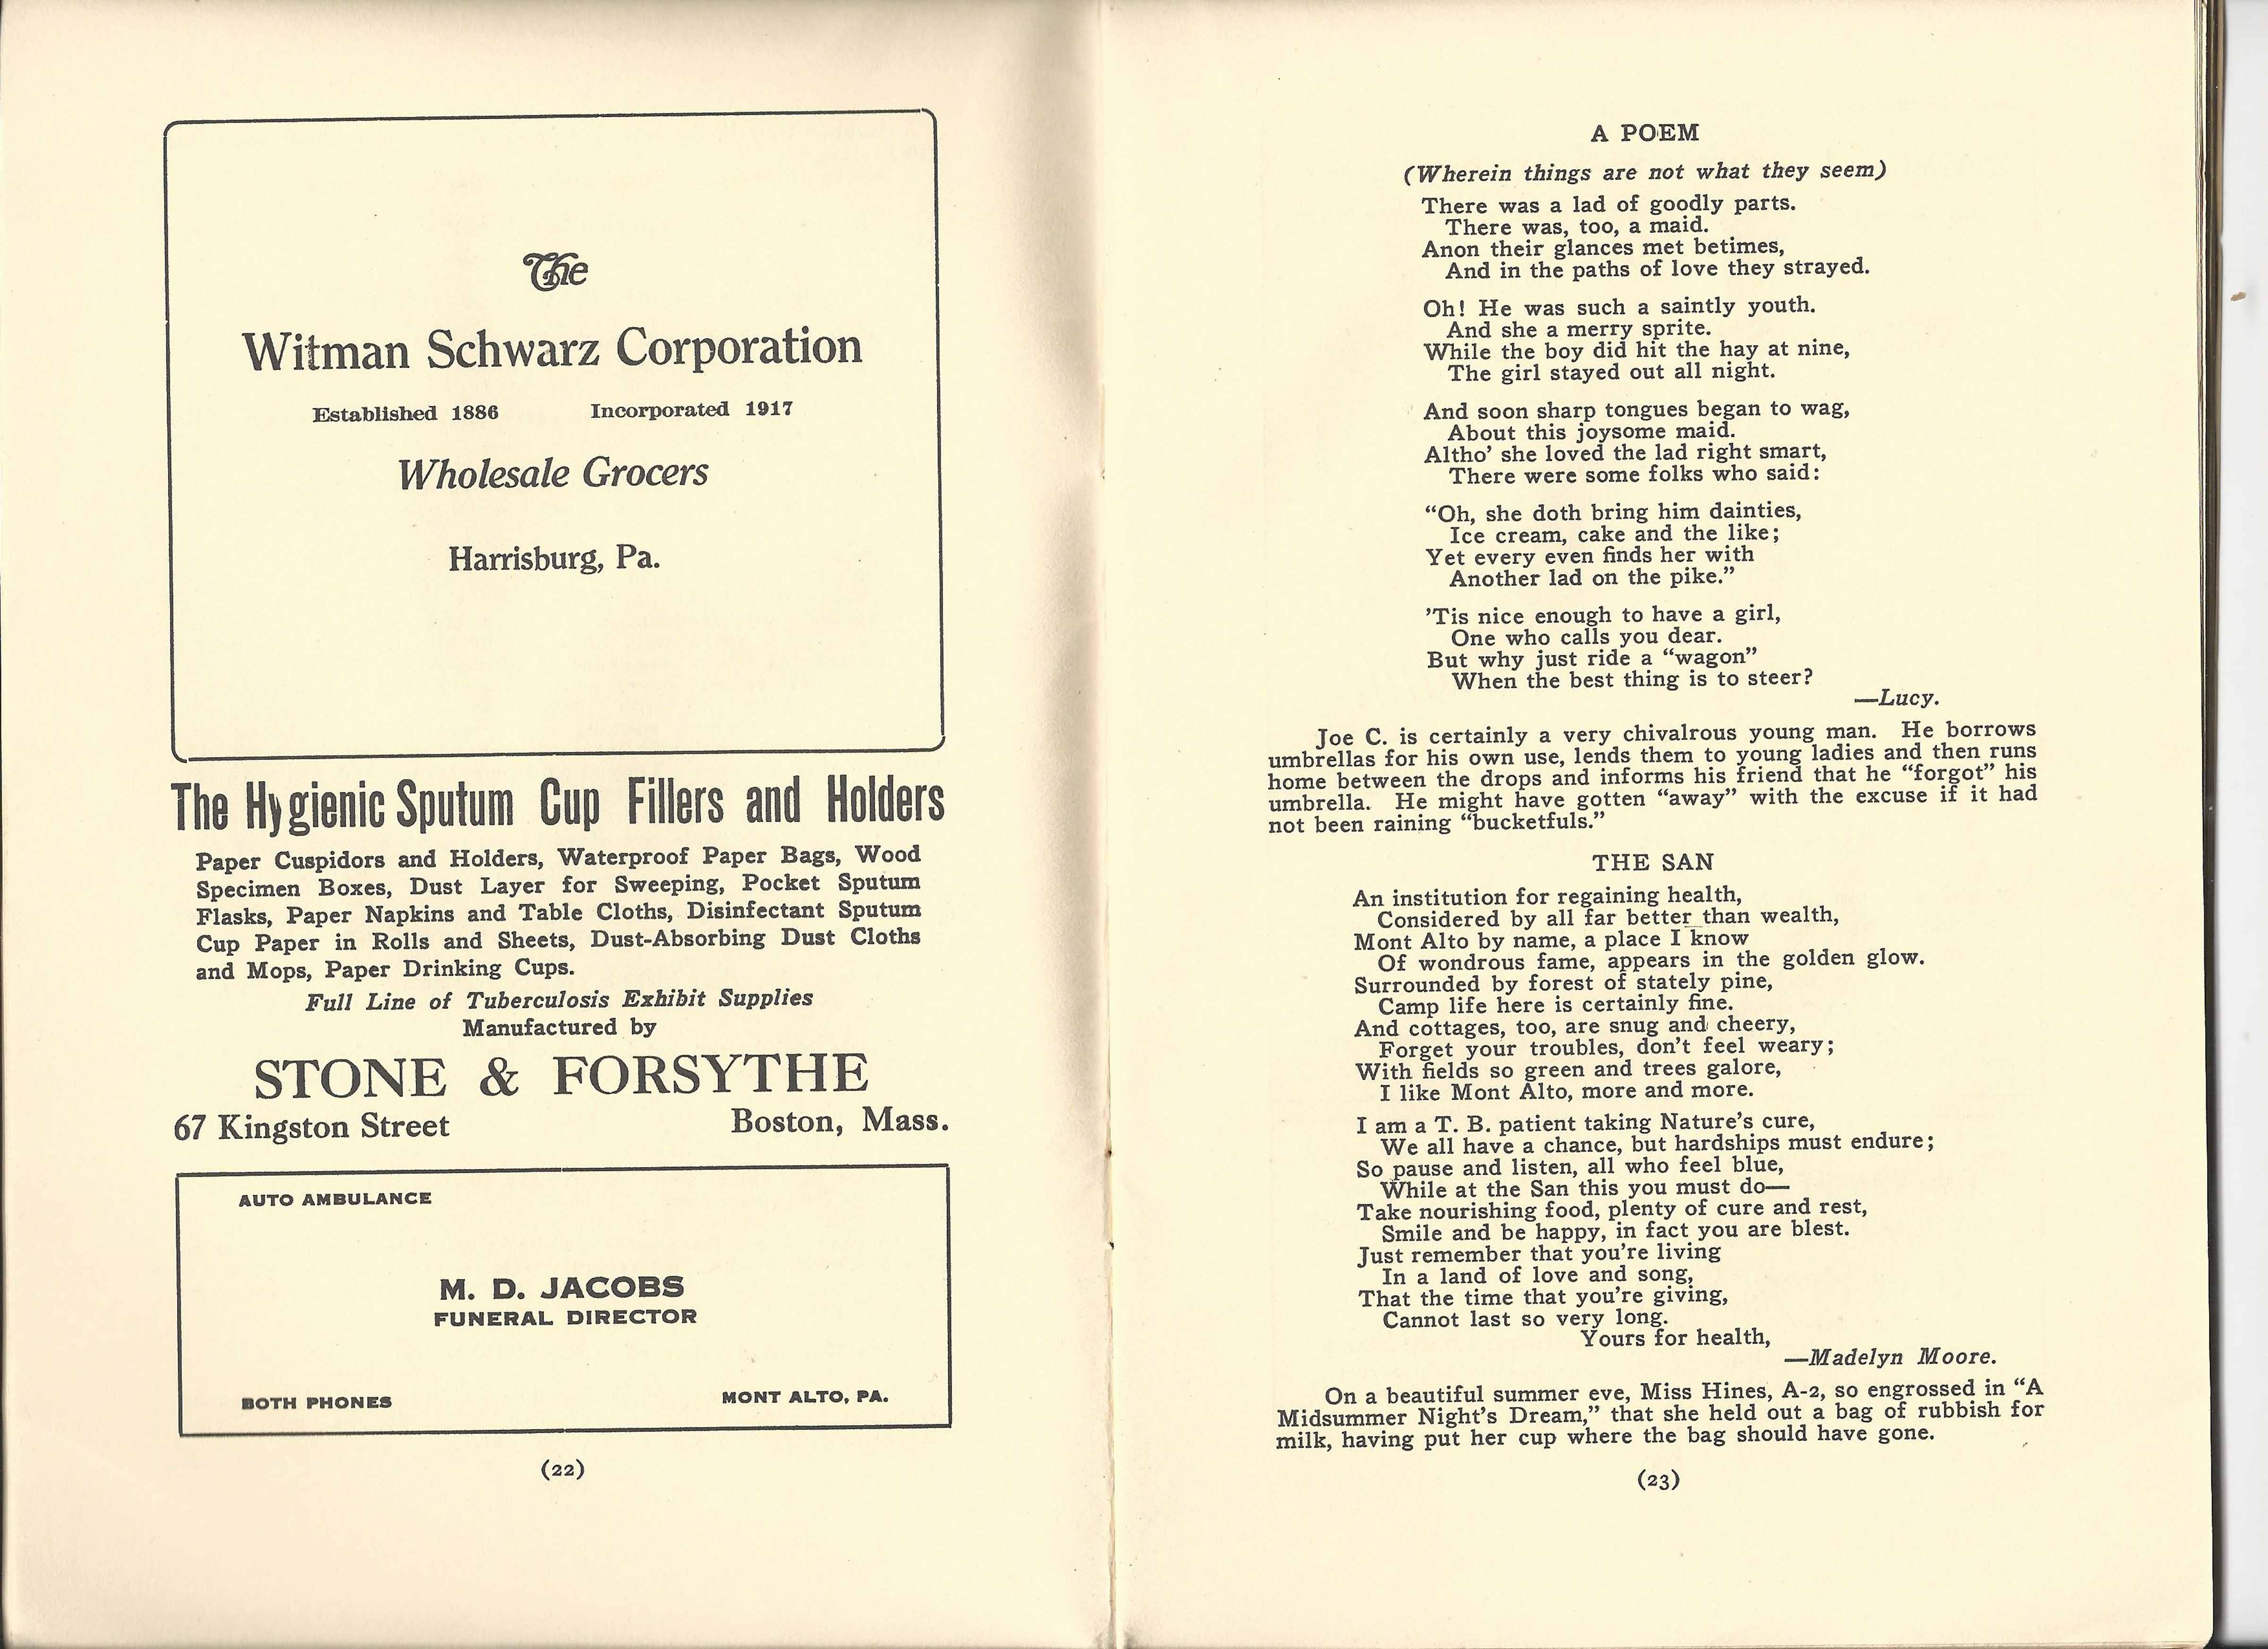 The
Witman Schwarz Corporation
Established 1886 Incorporated 1917
Wholesale Grocers
Harrisburg, Pa.
The Hygienic Sputum Cup Fillers and Holders
Paper Cuspidors and Holders, Waterproof Paper Bags, Wood
Specimen Boxes, Dust Layer for Sweeping, Pocket Sputum
Flasks, Paper Napkins and Table Cloths, Disinfectant Sputum
Cup Paper in Rolls and Sheets, Dust-Absorbing Dust Cloths
and Mops, Paper Drinking Cups.
Full Line of Tuberculosis Exhibit Supplies
Manufactured by
STONE & FORSYTHE
67 Kingston Street Boston, Mass.
AUTO AMBULANCE
M. D. JACOBS
FUNERAL DIRECTOR
BOTH PHONES MONT ALTO, PA.
(22)
A POEM
(Wherein things are not what they seem)
There was a lad of goodly parts.
There was, too, a maid.
Anon their glances met betimes,
And in the paths of love they strayed.
Oh! He was such a saintly youth.
And she a merry sprite.
While the boy did hit the hay at nine,
The girl stayed out all night.
And soon sharp tongues began to wag,
About this joysome maid.
Altho' she loved the lad right smart,
There were some folks who said:
"Oh, she doth bring him dainties,
Ice cream, cake and the like;
Yet every even finds her with
Another lad on the pike."
'Tis nice enough to have a girl,
One who calls you dear.
But why just ride a "wagon"
When the best thing is to steer?
—Lucy.
Joe C. is certainly a very chivalrous young man. He borrows
umbrellas for his own use, lends them to young ladies and then runs
home between the drops and informs his friend that he "forgot" his
umbrella. He might have gotten "away" with the excuse if it had
not been raining "bucketfuls."
THE SAN
An institution for regaining health,
Considered by all far better than wealth,
Mont Alto by name, a place I know
Of wondrous fame, appears in the golden glow.
Surrounded by forest of stately pine,
Camp life here is certainly fine.
And cottages, too, are snug and cheery,
Forget your troubles, don't feel weary;
With fields so green and trees galore,
I like Mont Alto, more and more.
I am a T. B. patient taking Nature's cure,
We all have a chance, but hardships must endure;
So pause and listen, all who feel blue,
While at the San this you must do—
Take nourishing food, plenty of cure and rest,
Smile and be happy, in fact you are blest.
Just remember that you're living
In a land of love and song,
That the time that you're giving,
Cannot last so very long.
Yours for health,
—Madelyn Moore.
On a beautiful summer eve, Miss Hines, A-2, so engrossed in "A
Midsummer Night's Dream," that she held out a bag of rubbish for
milk, having put her cup where the bag should have gone.
(23)